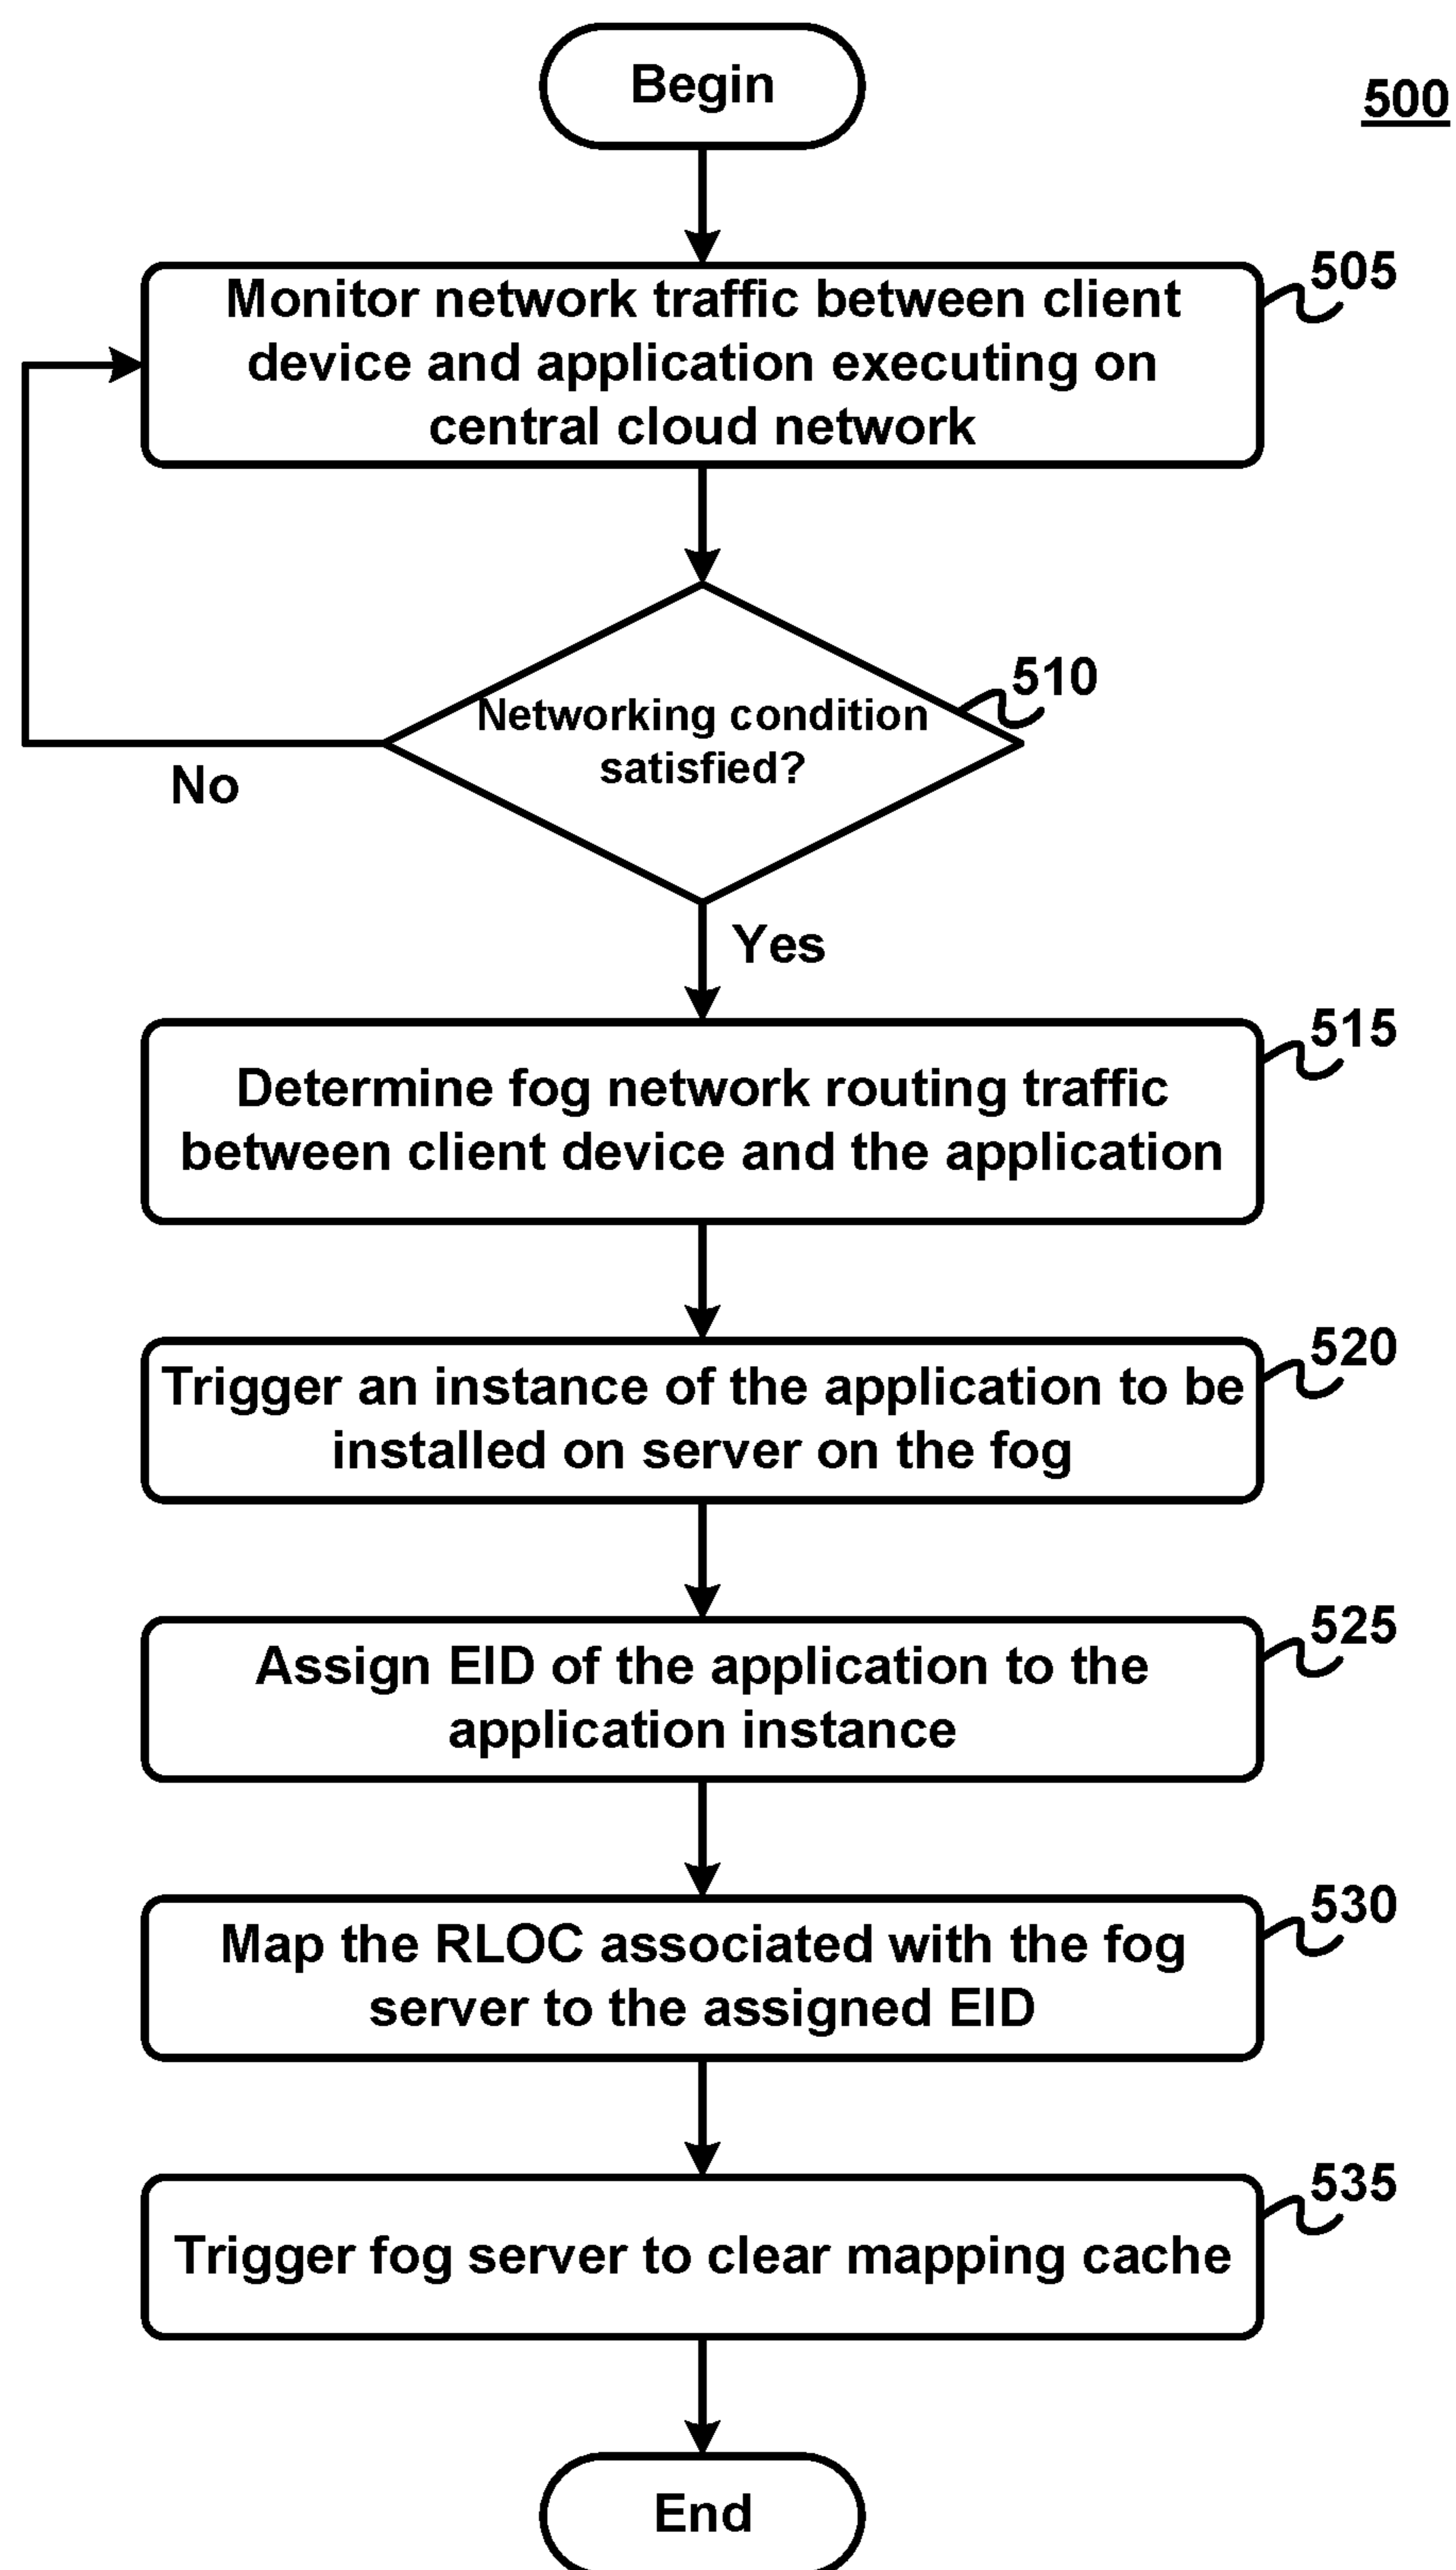 Begin
500
Monitor network traffic between client
device and application executing on
central cloud network
505
Networking condition
satisfied?
510
No
Yes
Determine fog network routing traffic
between client device and the application
515
Trigger an instance of the application to be
installed on server on the fog
520
Assign EID of the application to the
application instance
525
Map the RLOC associated with the fog
server to the assigned EID
530
Trigger fog server to clear mapping cache
535
End